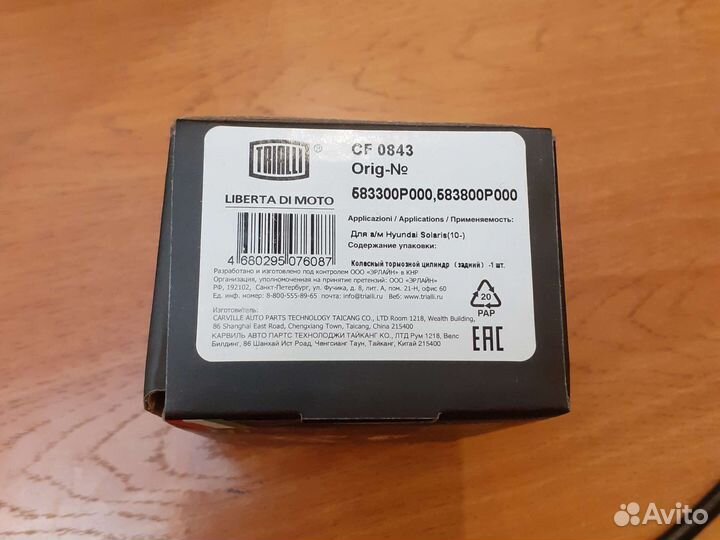 TRIALLI ®
CF 0843
Orig-№
583300P000,583800P000
LIBERTA DI MOTO
Applicazioni / Applications / Применяемость:
Для а/м Hyundai Solaris(10-)
Содержание упаковки:
Колесный тормозной цилиндр (задний) -1 шт.
4 680295 076087
Разработано и изготовлено под контролем ООО «ЭРЛАЙН» в КНР
Организация, уполномоченная на принятие претензий: ООО «ЭРЛАЙН»
РФ, 192102, Санкт-Петербург, ул. Фучика, д. 8, лит. А, пом. 21-Н, офис 60
Ед. инф. номер: 8-800-555-89-65 почта: info@trialli.ru Веб: www.trialli.ru
Изготовитель:
CARVILLE AUTO PARTS TECHNOLOGY TAICANG CO., LTD Room 1218, Wealth Building,
86 Shanghai East Road, Chengxiang Town, Taicang, China 215400
КАРВИЛЬ АВТО ПАРТС ТЕХНОЛОДЖИ ТАЙКАНГ КО., ЛТД Рум 1218, Велс
Билдинг, 86 Шанхай Ист Роад, Ченгсианг Таун, Тайканг, Китай 215400
20
PAP
EAC
Avito